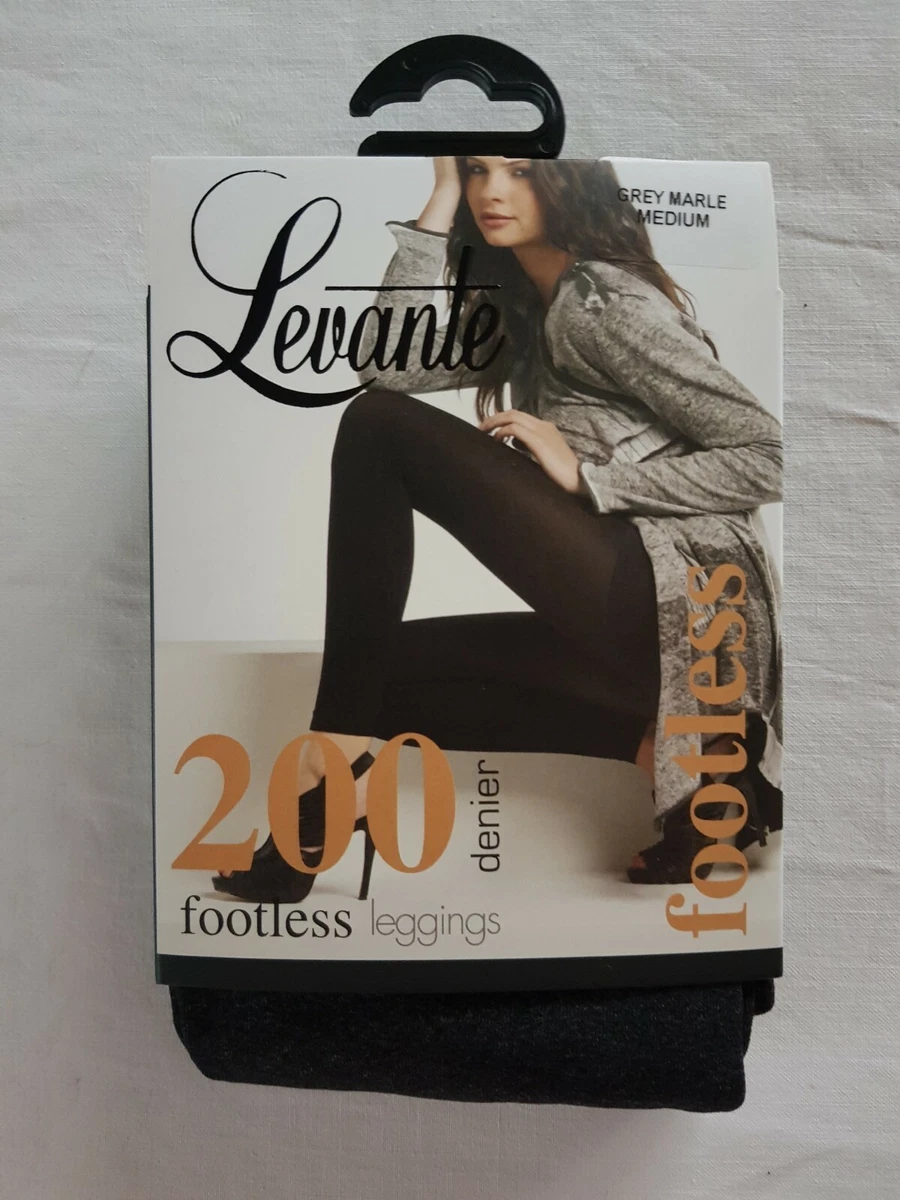 GREY MARLE
MEDIUM
Levante
footless
200
denier
footless leggings